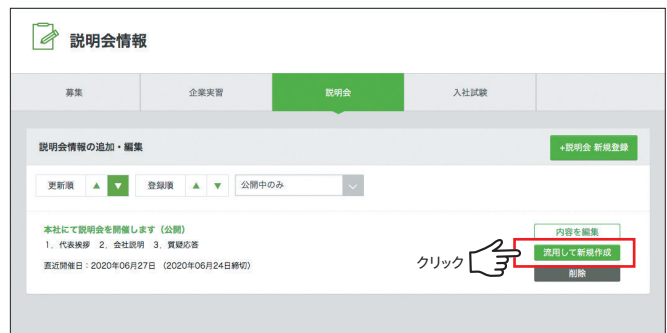 説明会情報
募集 企業実習 説明会 入社試験
説明会情報の追加・編集 +説明会 新規登録
更新順 ▲ ▼ 登録順 ▲ ▼ 公開中のみ
本社にて説明会を開催します（公開） 内容を編集
1．代表挨拶 2．会社説明 3．質疑応答 流用して新規作成
直近開催日：2020年06月27日 （2020年06月24日締切） 削除
クリック